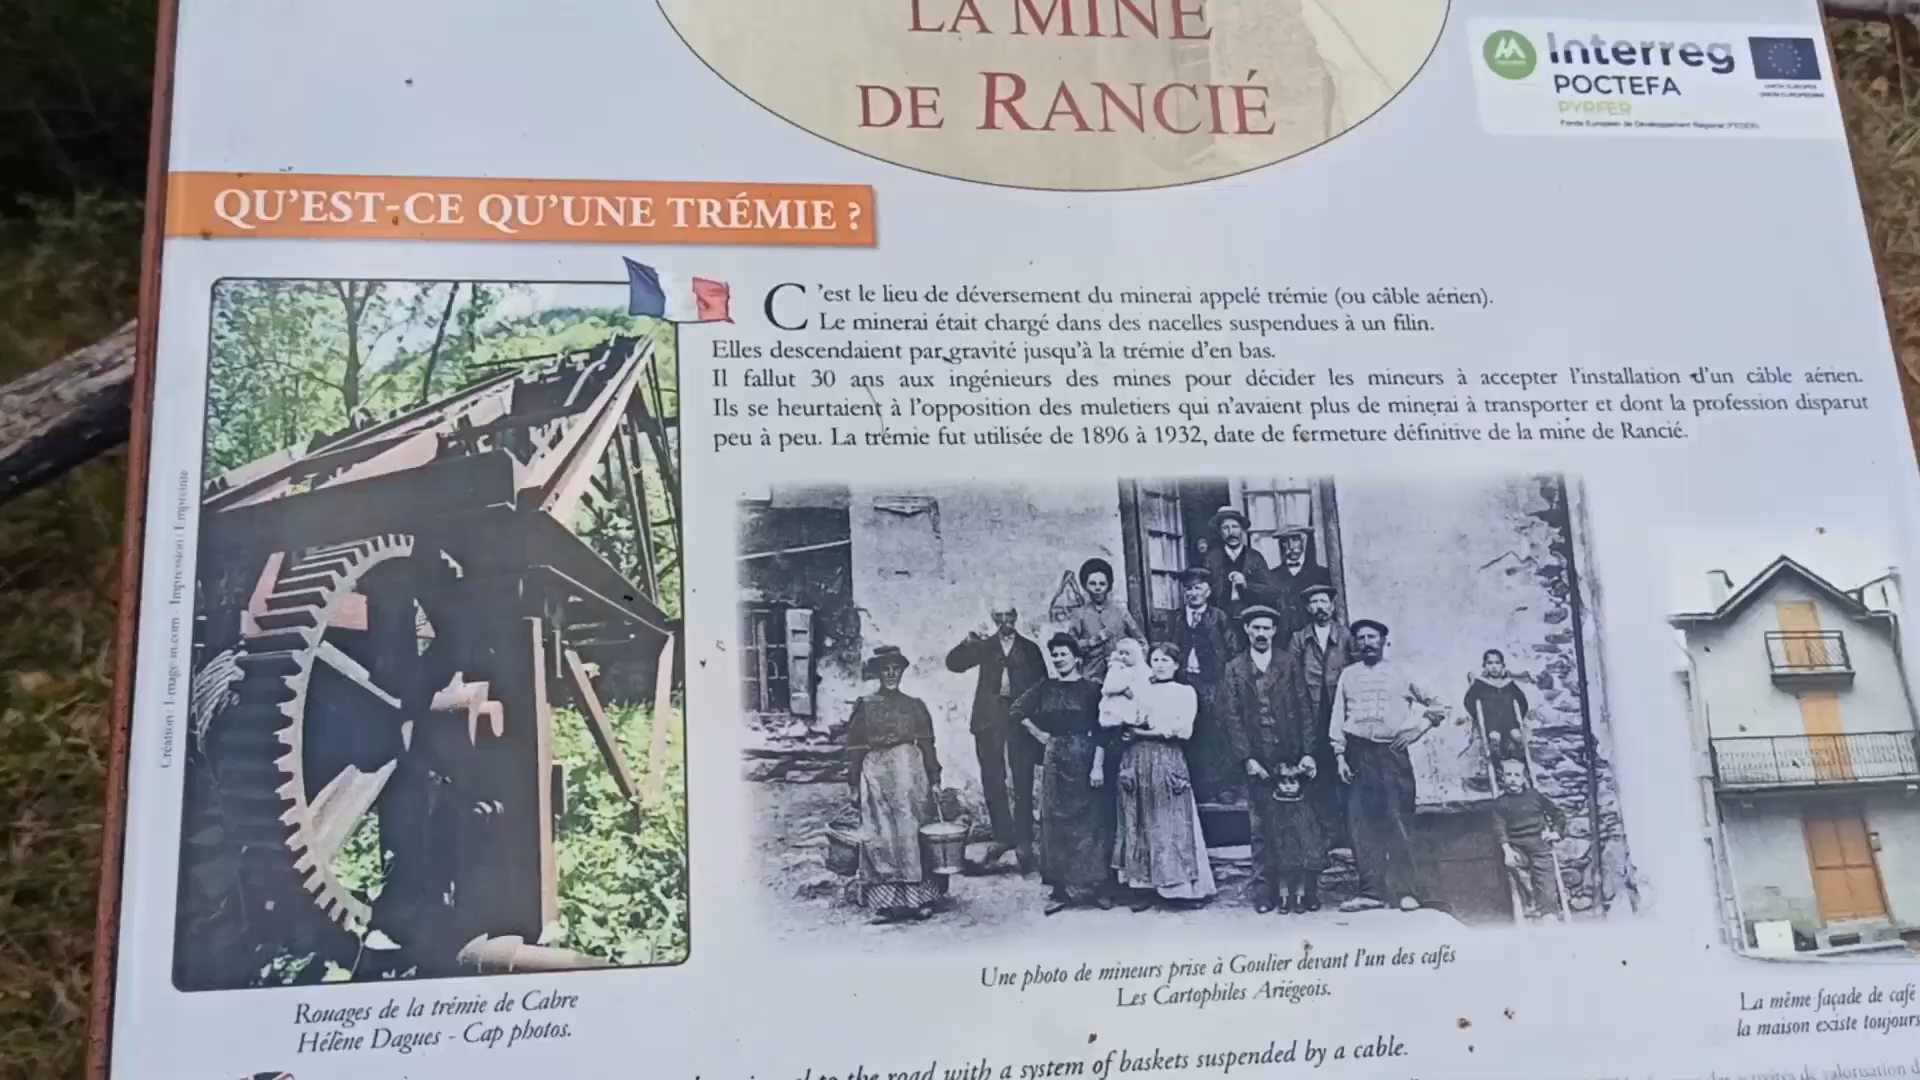 LA MINE
DE RANCIÉ
Interreg
POCTEFA
PYRFER
QU'EST-CE QU'UNE TRÉMIE ?
C'est le lieu de déversement du minerai appelé trémie (ou câble aérien).
Le minerai était chargé dans des nacelles suspendues à un filin.
Elles descendaient par gravité jusqu'à la trémie d'en bas.
Il fallut 30 ans aux ingénieurs des mines pour décider les mineurs à accepter l'installation d'un câble aérien.
Ils se heurtaient à l'opposition des muletiers qui n'avaient plus de minerai à transporter et dont la profession disparut
peu à peu. La trémie fut utilisée de 1896 à 1932, date de fermeture définitive de la mine de Rancié.
Une photo de mineurs prise à Goulier devant l'un des cafés
Les Cartophiles Ariégeois.
Rouages de la trémie de Cabre
Hélène Dagues - Cap photos.
La même façade de café
la maison existe toujours
to the road with a system of baskets suspended by a cable.